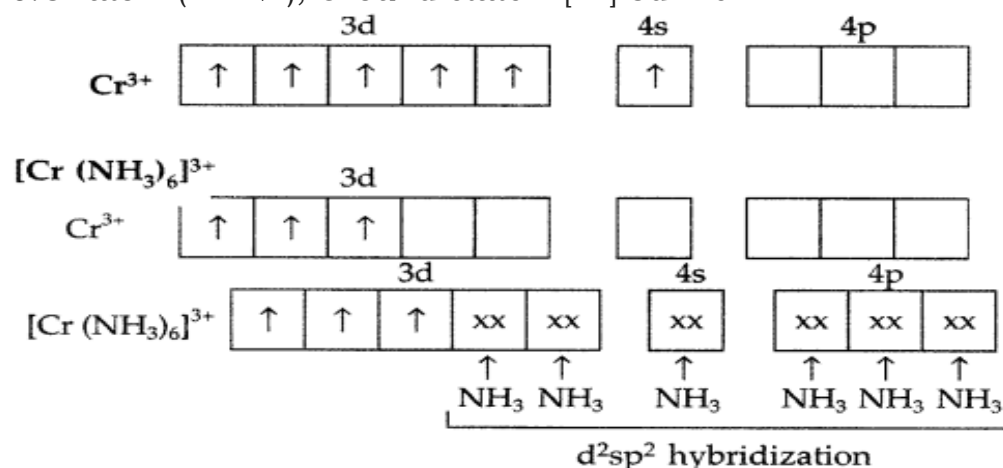 3d 4s 4p
Cr³⁺ ↑ ↑ ↑ ↑ ↑ ↑
[Cr (NH₃)₆]³⁺
3d
Cr³⁺ ↑ ↑ ↑
3d 4s 4p
[Cr (NH₃)₆]³⁺ ↑ ↑ ↑ xx xx xx xx xx xx
↑ ↑ ↑ ↑ ↑ ↑
NH₃ NH₃ NH₃ NH₃ NH₃ NH₃
d²sp² hybridization